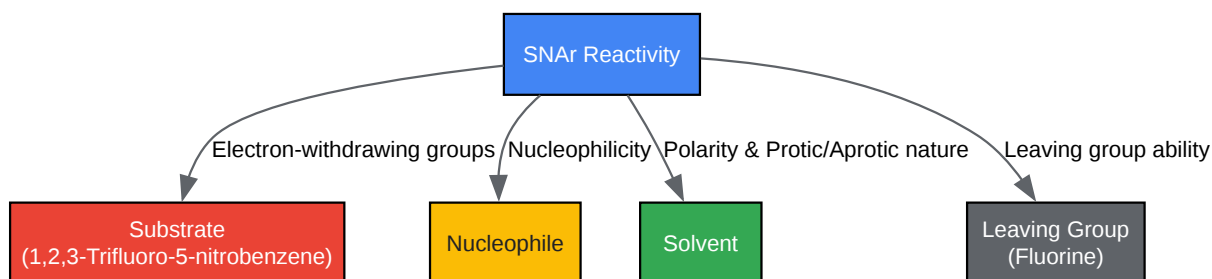 SNAr Reactivity
Electron-withdrawing groups
Nucleophilicity
Polarity & Protic/Aprotic nature
Leaving group ability
Substrate
(1,2,3-Trifluoro-5-nitrobenzene)
Nucleophile
Solvent
Leaving Group
(Fluorine)